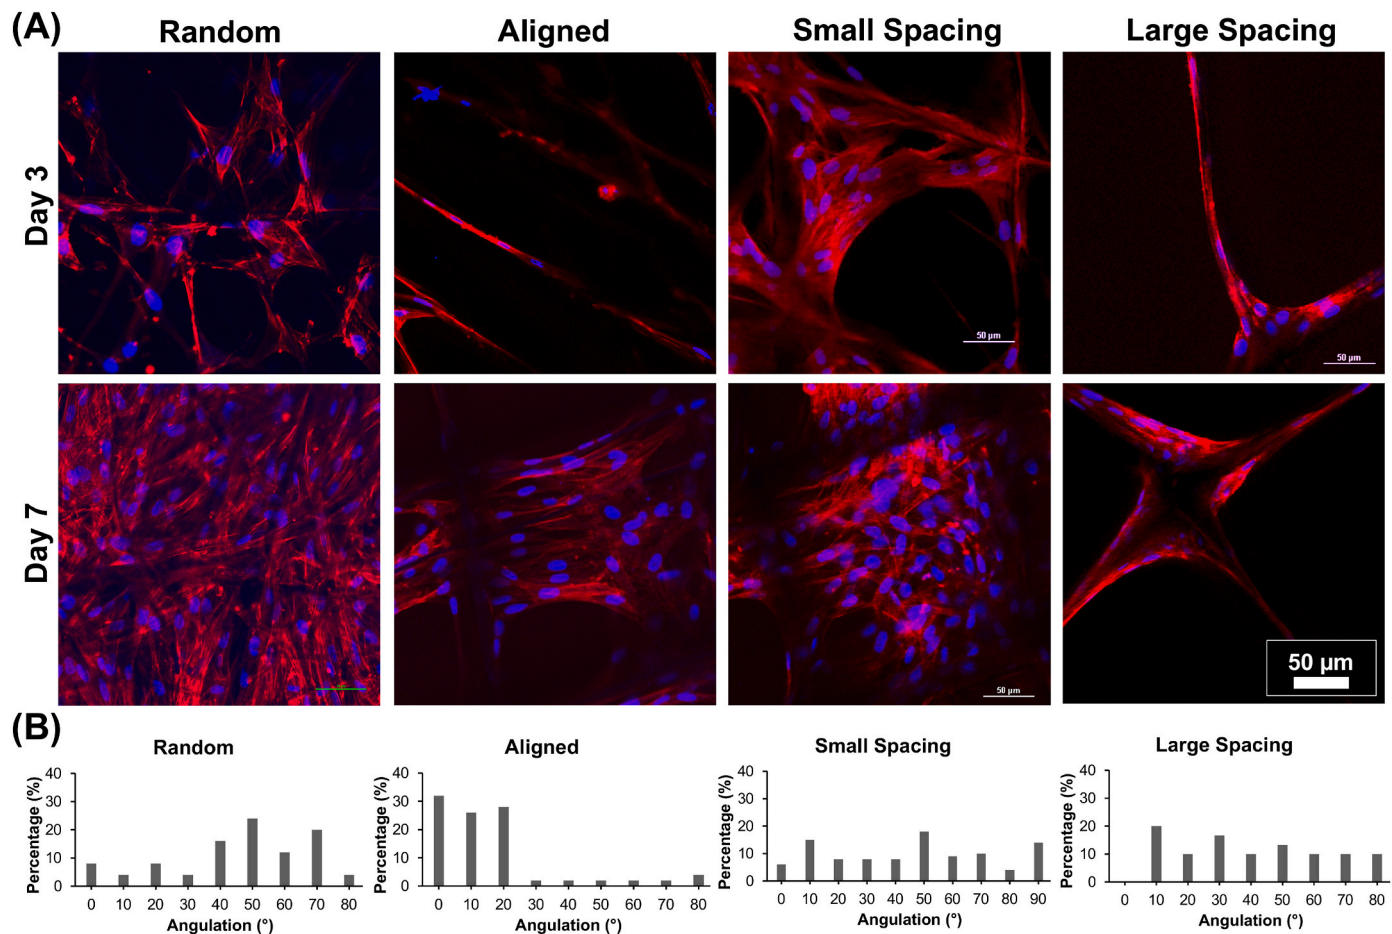 (A)
Random Aligned Small Spacing Large Spacing
Day 3
50 µm
50 µm
Day 7
50 µm
50 µm
(B)
Random
Percentage (%)
40
30
20
10
0
0 10 20 30 40 50 60 70 80
Angulation (°)
Aligned
Percentage (%)
40
30
20
10
0
0 10 20 30 40 50 60 70 80
Angulation (°)
Small Spacing
Percentage (%)
40
30
20
10
0
0 10 20 30 40 50 60 70 80 90
Angulation (°)
Large Spacing
Percentage (%)
40
30
20
10
0
0 10 20 30 40 50 60 70 80
Angulation (°)